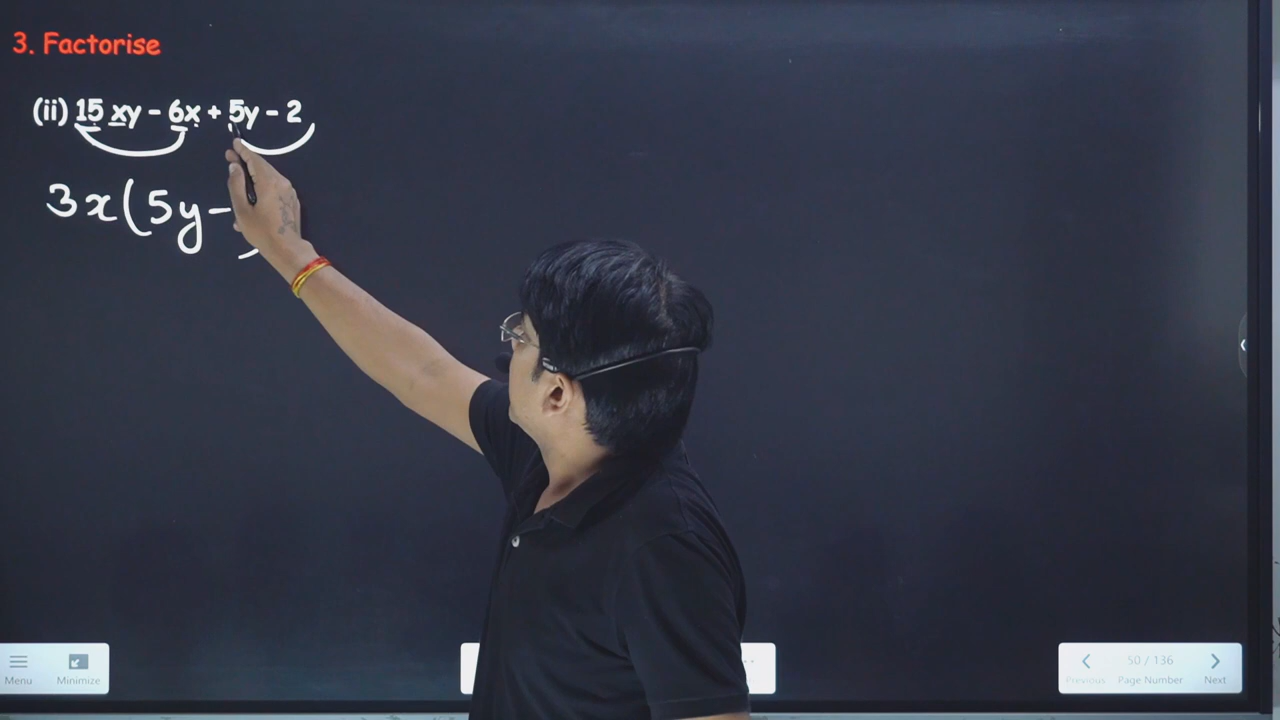 3. Factorise
(ii) 15 xy - 6x + 5y - 2
3x(5y-
Menu
Minimize
50 / 136
Previous
Page Number
Next